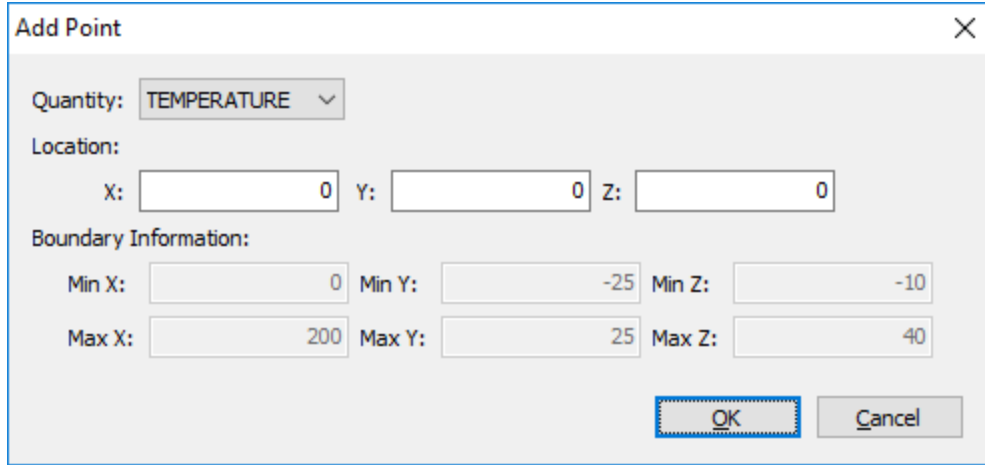 Add Point
Quantity: TEMPERATURE
Location:
X: 0 Y: 0 Z: 0
Boundary Information:
Min X: 0 Min Y: -25 Min Z: -10
Max X: 200 Max Y: 25 Max Z: 40
OK Cancel